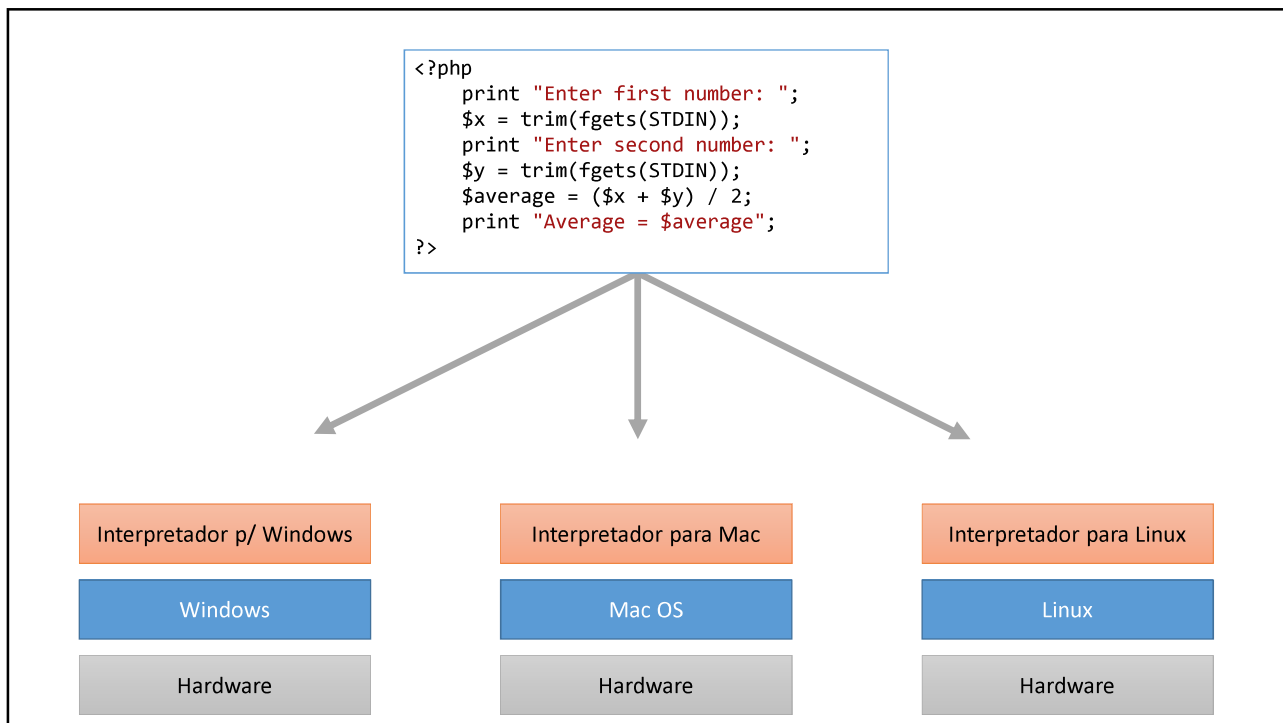 <?php
    print "Enter first number: ";
    $x = trim(fgets(STDIN));
    print "Enter second number: ";
    $y = trim(fgets(STDIN));
    $average = ($x + $y) / 2;
    print "Average = $average";
?>
Interpretador p/ Windows
Windows
Hardware
Interpretador para Mac
Mac OS
Hardware
Interpretador para Linux
Linux
Hardware